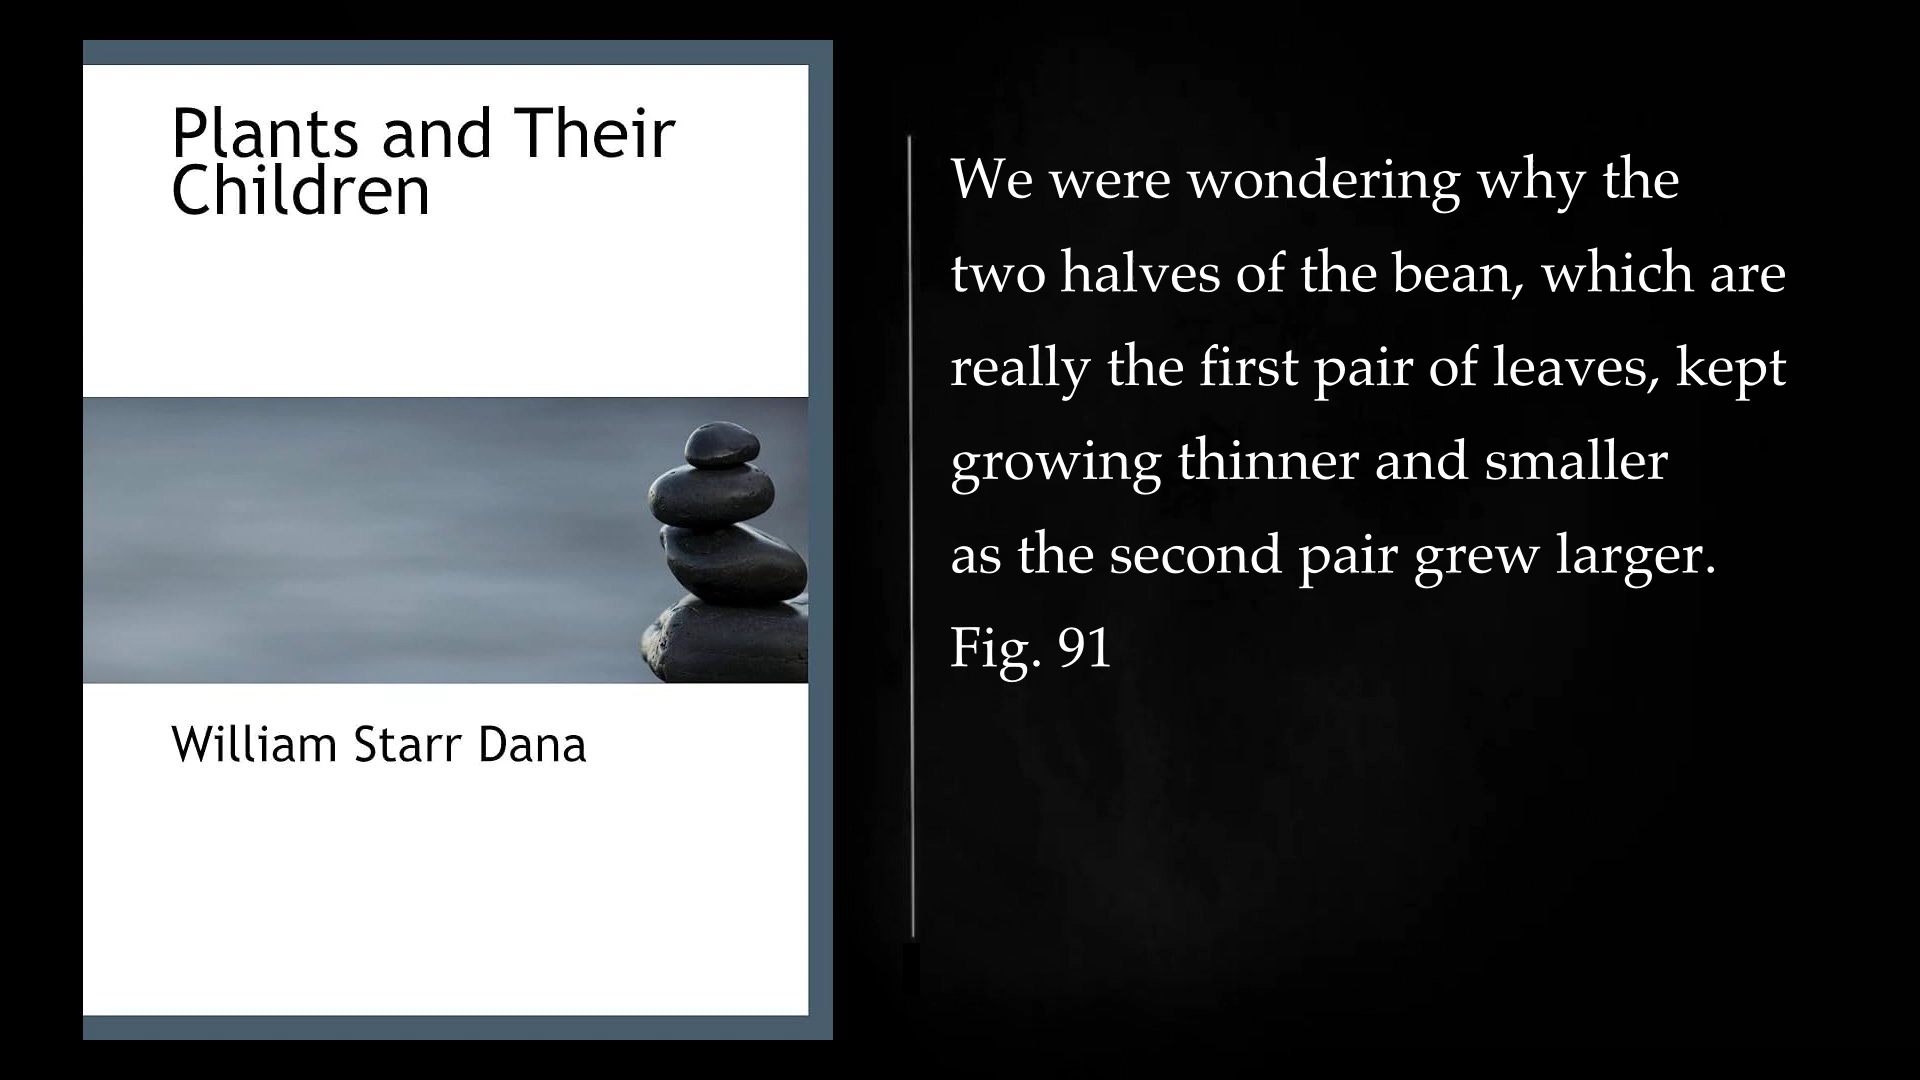 Plants and Their
Children
William Starr Dana
We were wondering why the
two halves of the bean, which are
really the first pair of leaves, kept
growing thinner and smaller
as the second pair grew larger.
Fig. 91